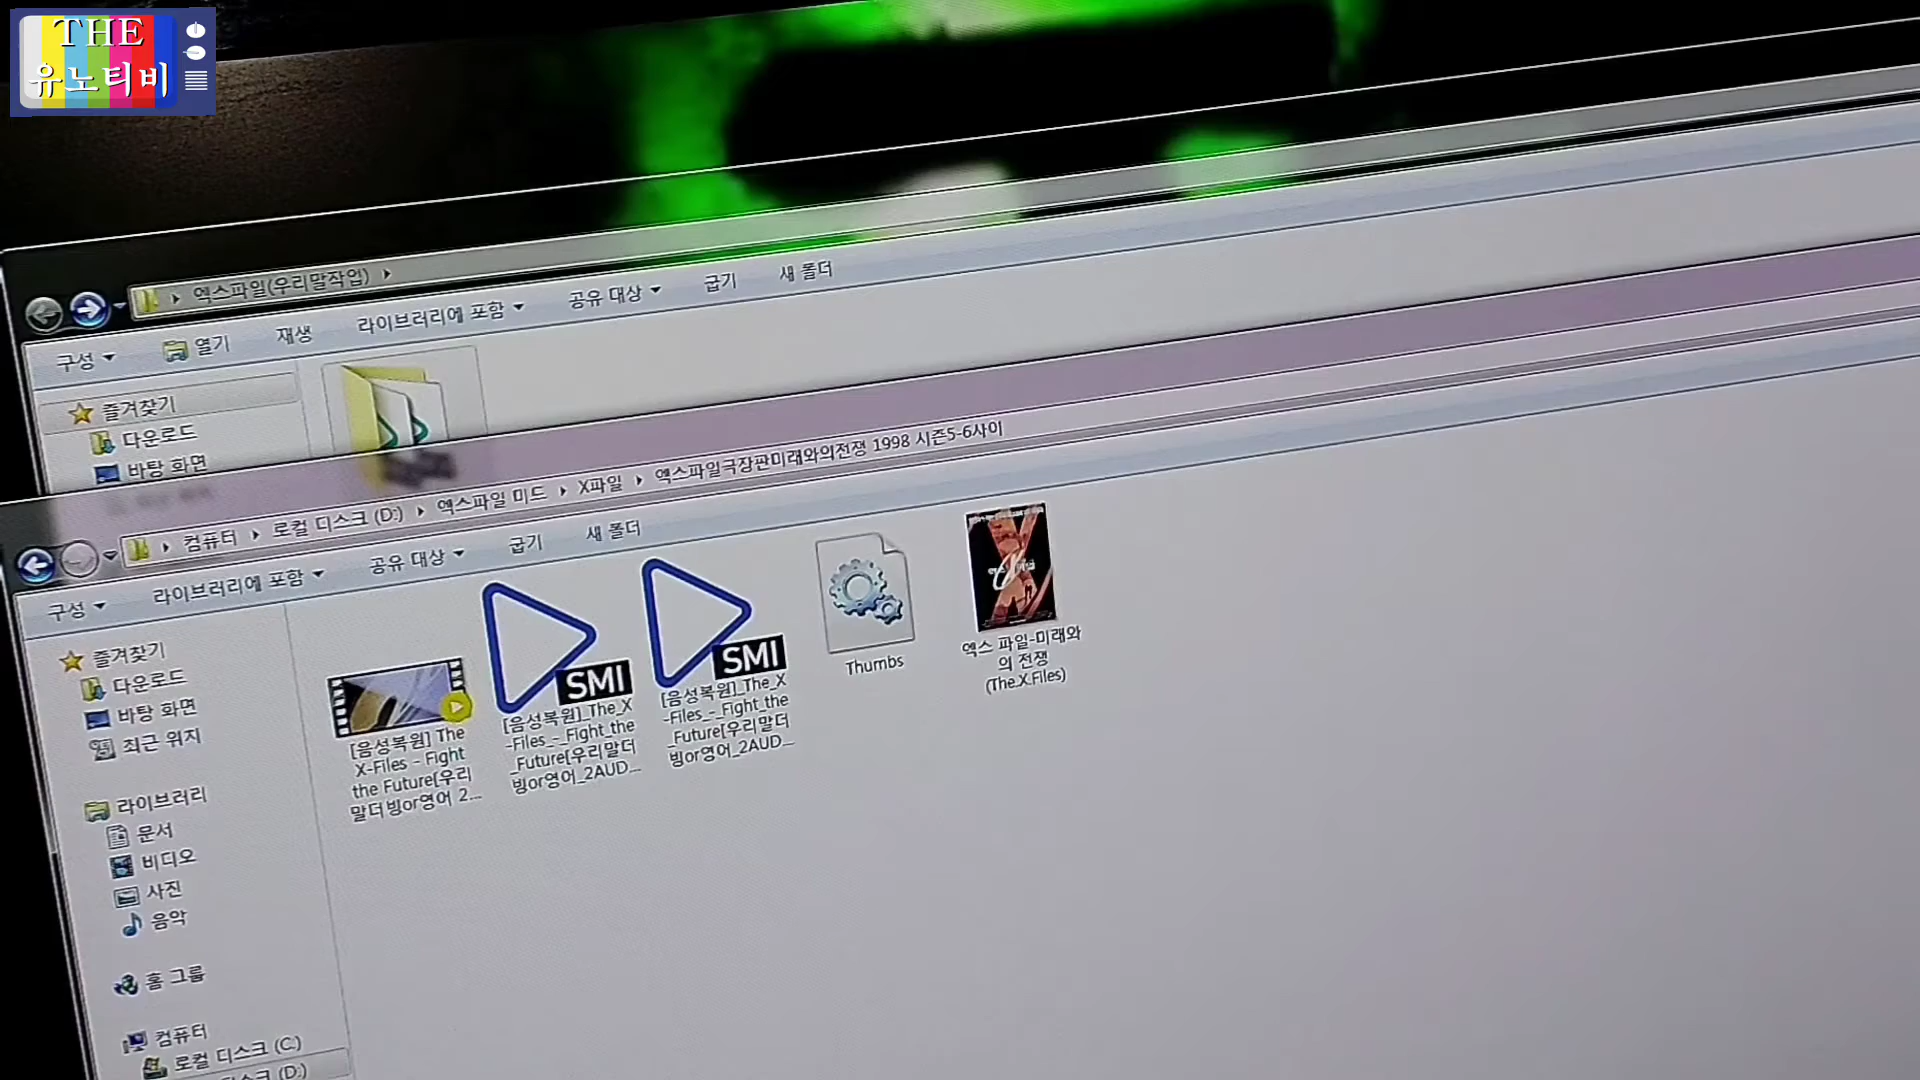 THE
유노티비
엑스파일(우리말작업)
구성
열기
재생
라이브러리에 포함
공유 대상
굽기
새 폴더
즐겨찾기
다운로드
바탕 화면
컴퓨터
로컬 디스크 (D:)
엑스파일 미드
X파일
엑스파일극장판미래와의전쟁 1998 시즌5-6사이
구성
라이브러리에 포함
공유 대상
굽기
새 폴더
즐겨찾기
다운로드
바탕 화면
최근 위치
라이브러리
문서
비디오
사진
음악
홈 그룹
컴퓨터
로컬 디스크 (C:)
디스크 (D:)
[음성복원] The
X-Files - Fight
the Future[우리
말더빙or영어 2...
SMI
[음성복원]_The_X
-Files_-_Fight_the
_Future[우리말더
빙or영어_2AUD...
SMI
[음성복원]_The_X
-Files_-_Fight_the
_Future[우리말더
빙or영어_2AUD...
Thumbs
엑스 파일-미래와
의 전쟁
(The.X.Files)